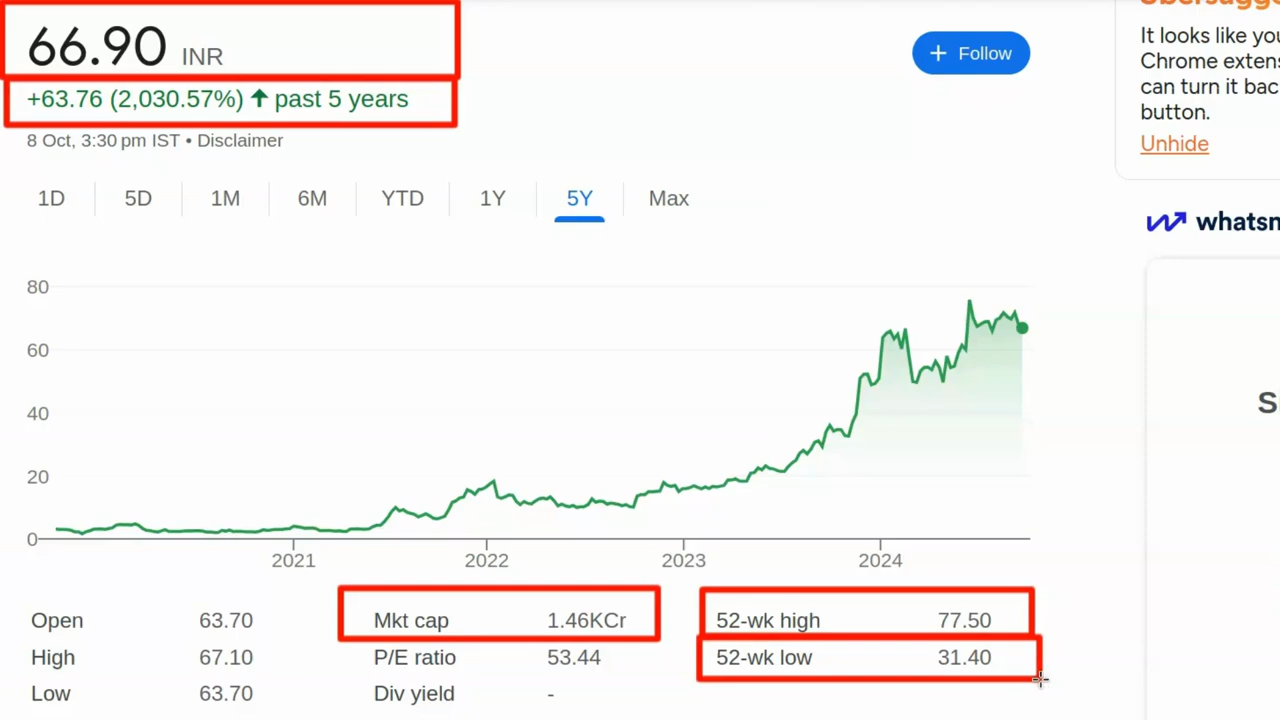 66.90 INR
+ Follow
+63.76 (2,030.57%) ↑ past 5 years
8 Oct, 3:30 pm IST • Disclaimer
1D 5D 1M 6M YTD 1Y 5Y Max
80
60
40
20
0
2021 2022 2023 2024
Open 63.70 Mkt cap 1.46KCr 52-wk high 77.50
High 67.10 P/E ratio 53.44 52-wk low 31.40
Low 63.70 Div yield -
It looks like you
Chrome extens
can turn it bac
button.
Unhide
whatsm
S